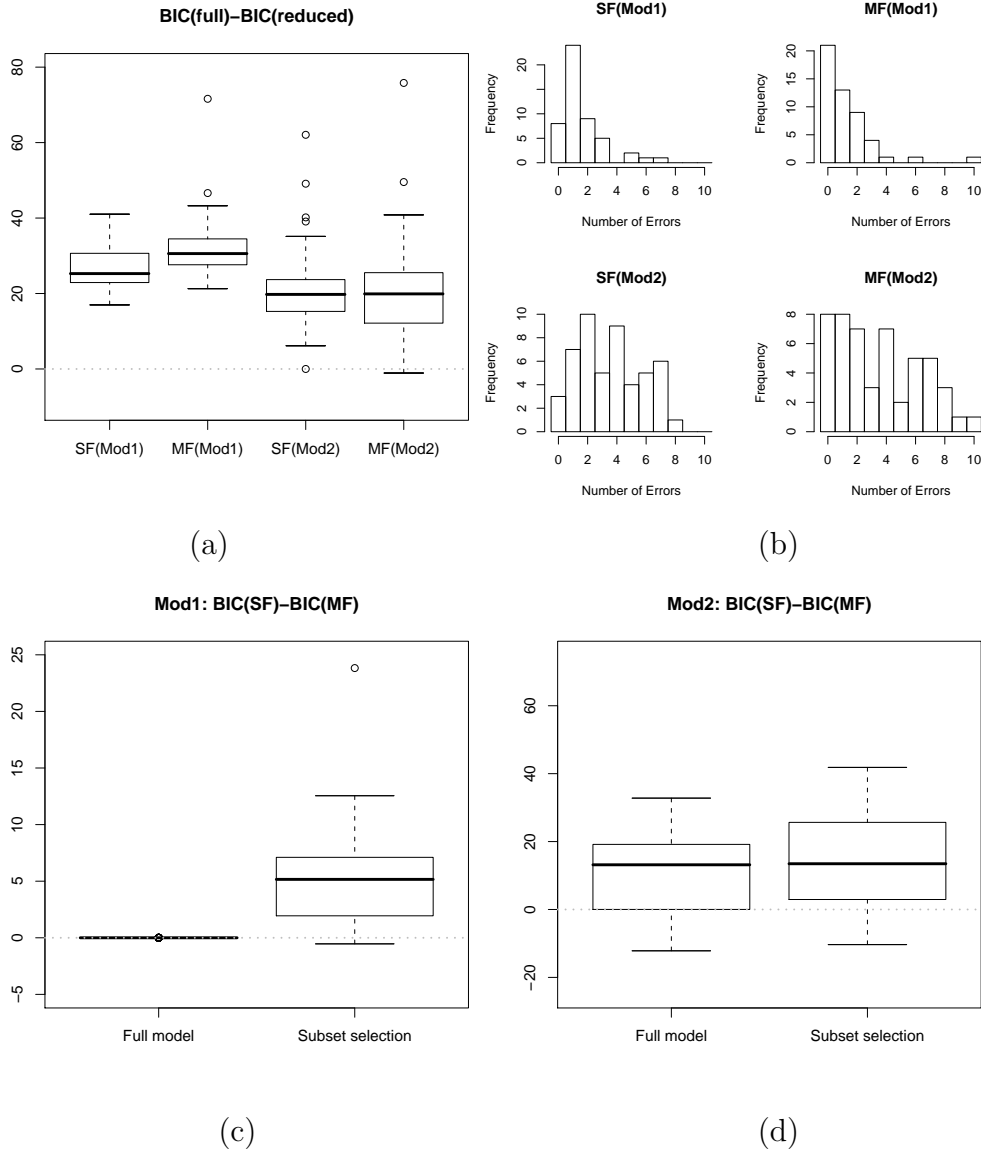 BIC(full)−BIC(reduced)
0 20 40 60 80
SF(Mod1) MF(Mod1) SF(Mod2) MF(Mod2)
(a)
SF(Mod1)
Frequency
0 5 10 20
0 2 4 6 8 10
Number of Errors
MF(Mod1)
Frequency
0 5 10 20
0 2 4 6 8 10
Number of Errors
SF(Mod2)
Frequency
0 2 4 6 8 10
0 2 4 6 8 10
Number of Errors
MF(Mod2)
Frequency
0 2 4 6 8
0 2 4 6 8 10
Number of Errors
(b)
Mod1: BIC(SF)−BIC(MF)
−5 0 5 10 15 20 25
Full model Subset selection
(c)
Mod2: BIC(SF)−BIC(MF)
−20 0 20 40 60
Full model Subset selection
(d)